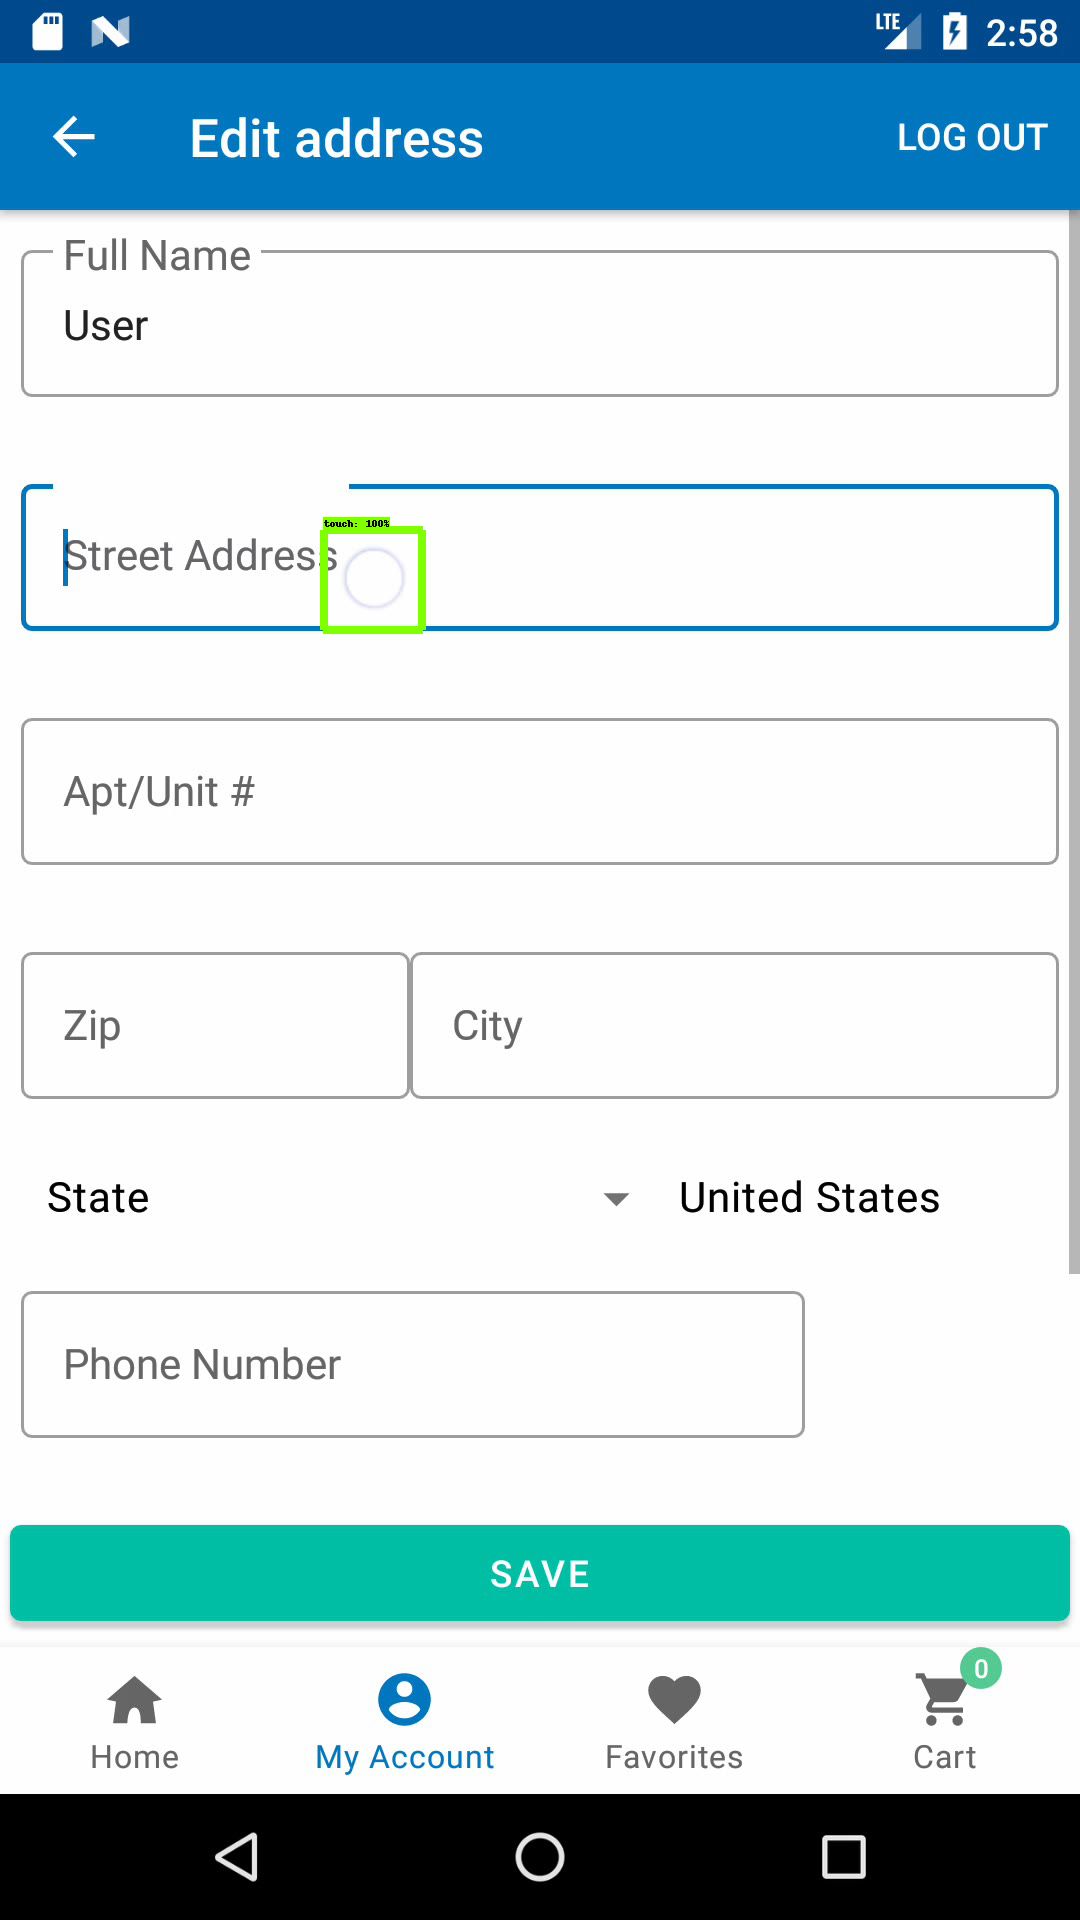 LTE 2:58
Edit address LOG OUT
Full Name
User
touch: 100%
Street Address
Apt/Unit #
Zip City
State United States
Phone Number
SAVE
0
Home My Account Favorites Cart